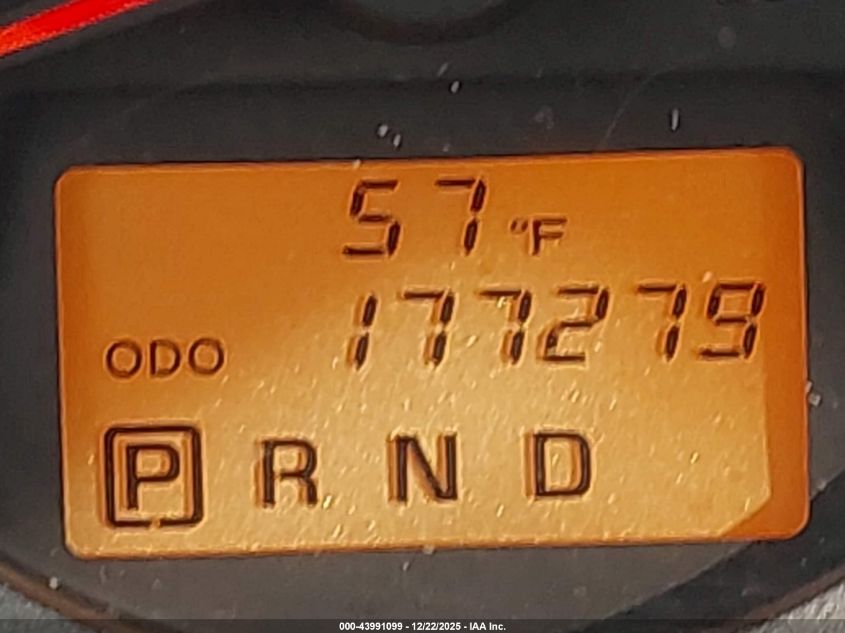 57 °F
ODO 177279
P R N D
000-43991099 - 12/22/2025 - IAA Inc.